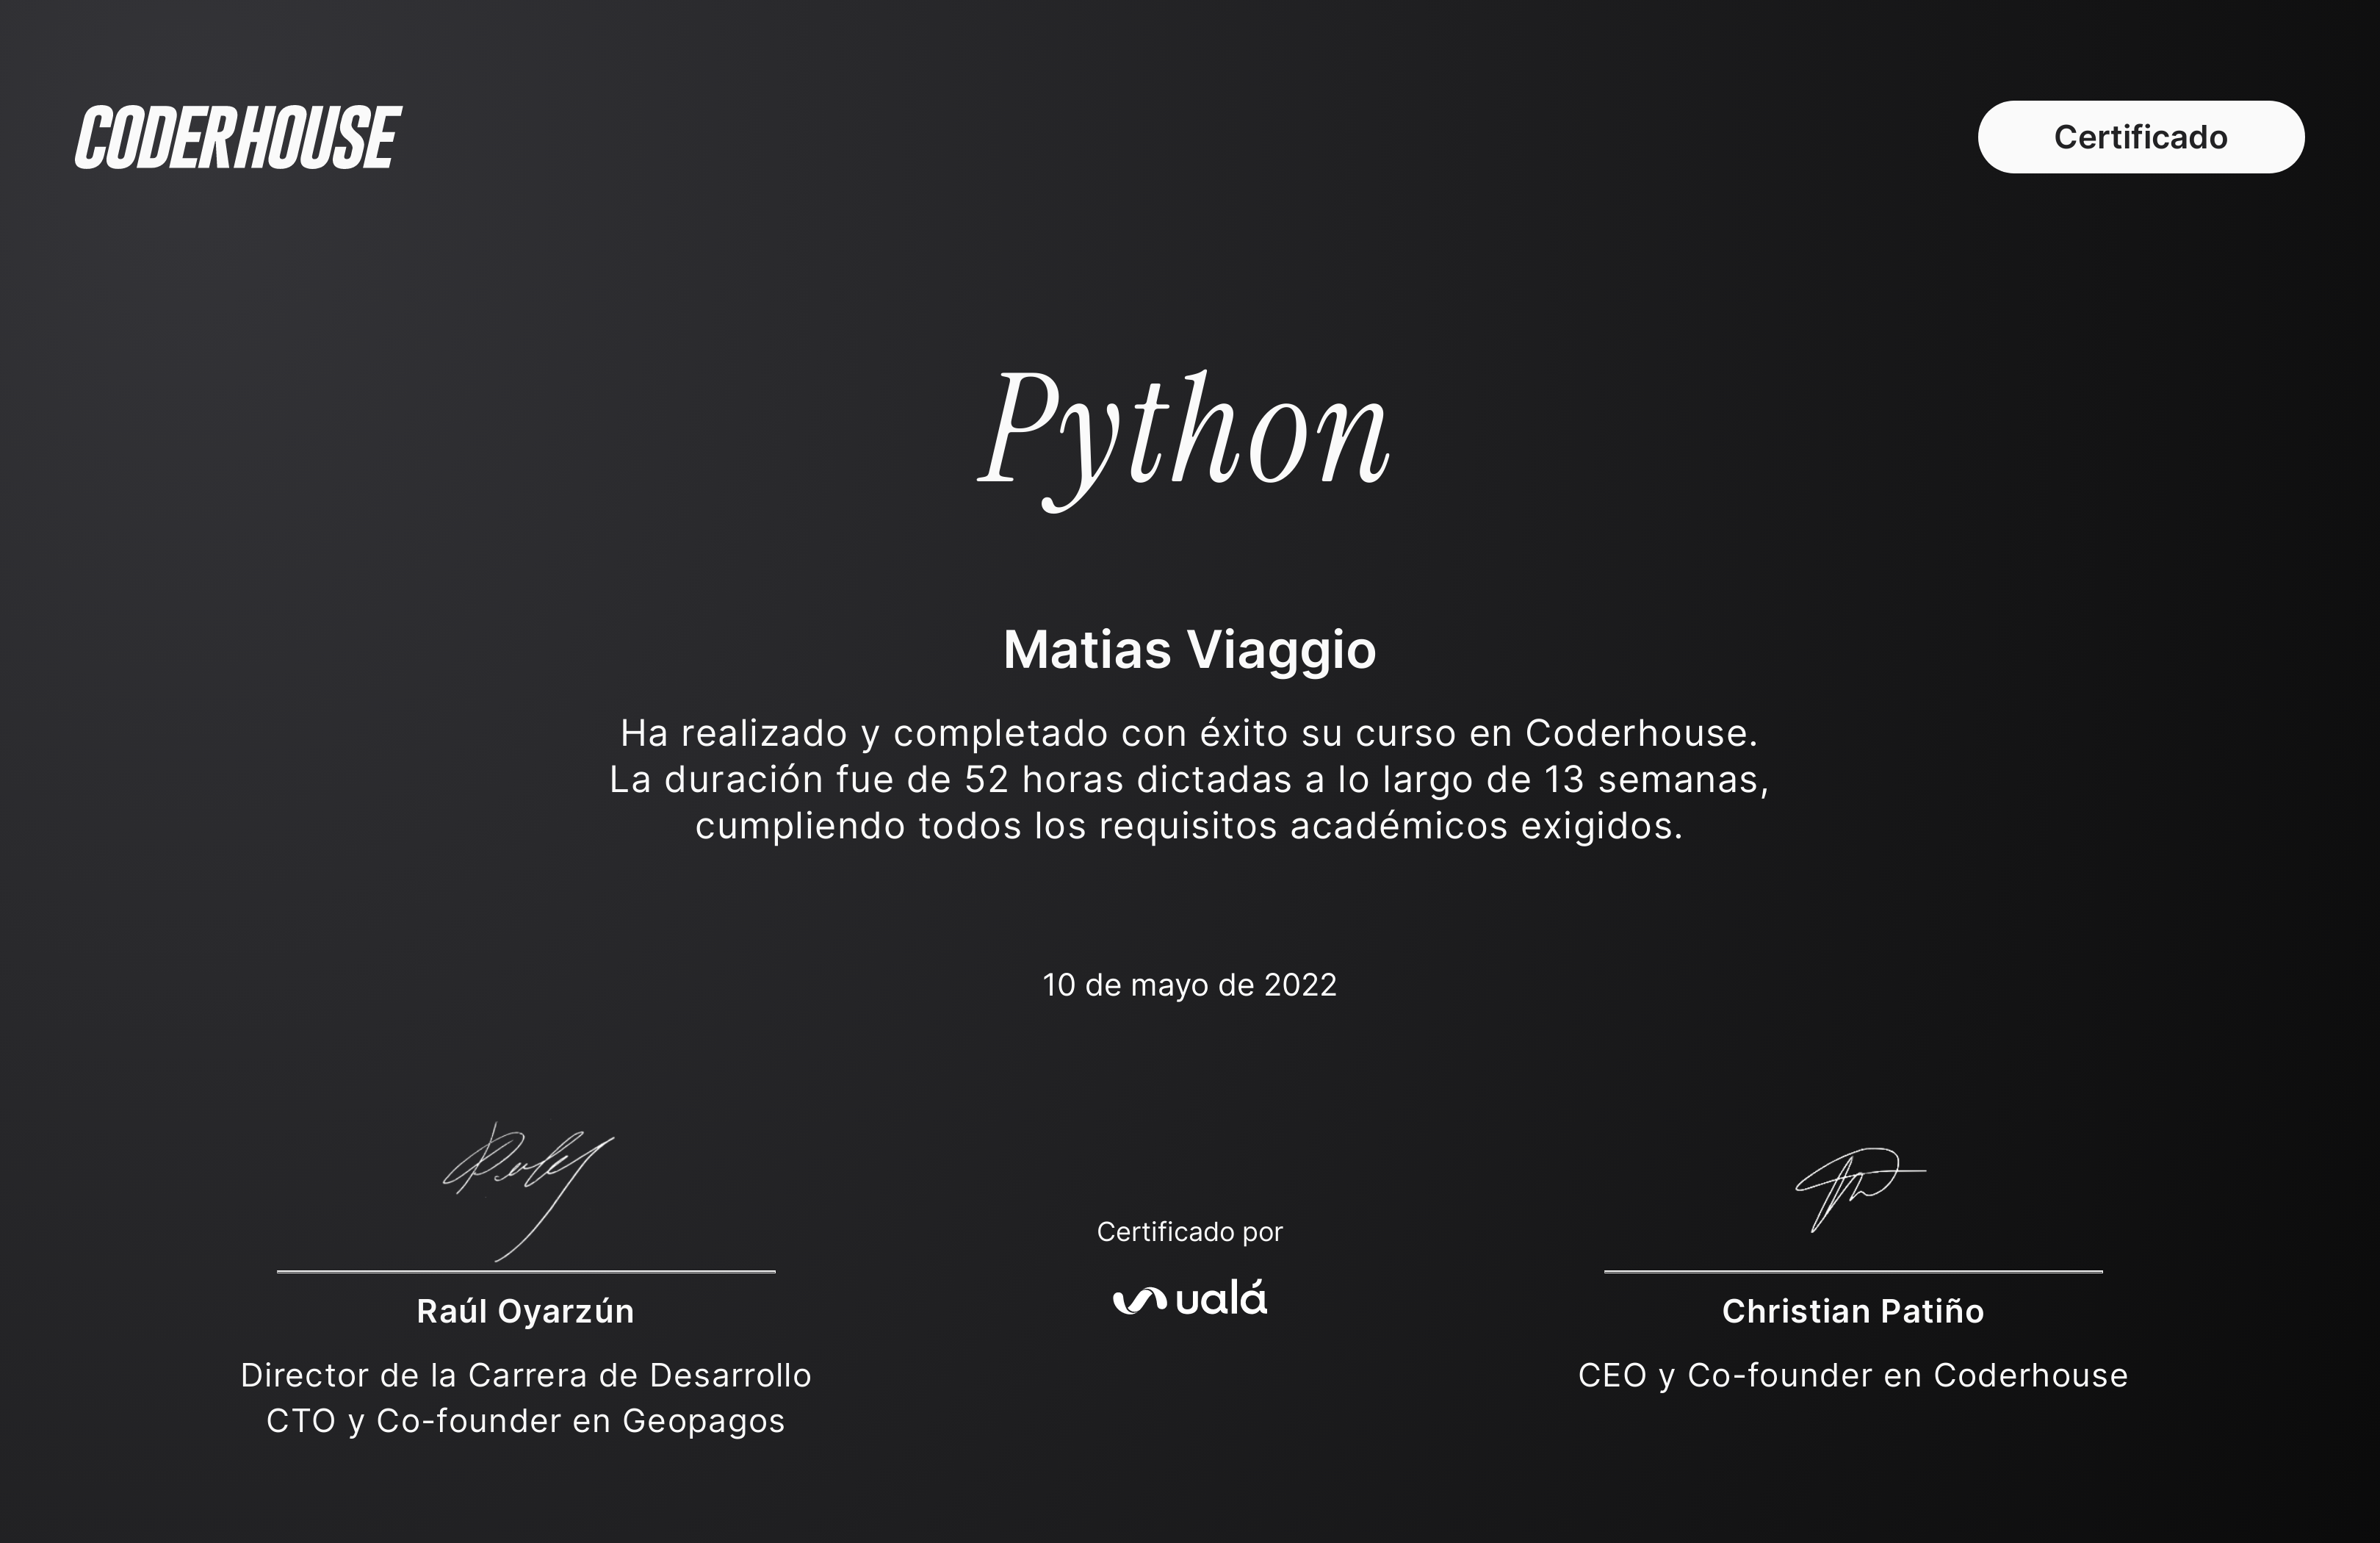 CODERHOUSE
Certificado
Python
Matias Viaggio
Ha realizado y completado con éxito su curso en Coderhouse.
La duración fue de 52 horas dictadas a lo largo de 13 semanas,
cumpliendo todos los requisitos académicos exigidos.
10 de mayo de 2022
Certificado por
ualá
Raúl Oyarzún
Director de la Carrera de Desarrollo
CTO y Co-founder en Geopagos
Christian Patiño
CEO y Co-founder en Coderhouse